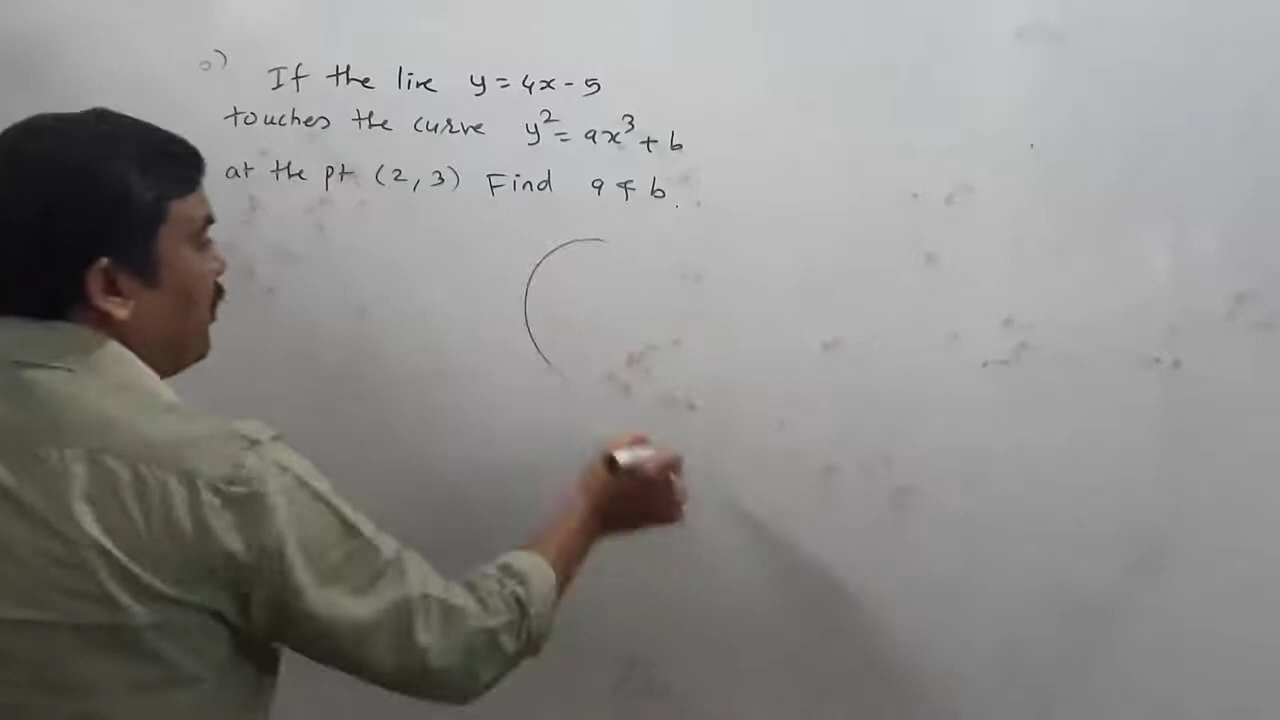 o) If the line y = 4x - 5
touches the curve y² = ax³ + b
at the pt (2, 3) Find a & b.